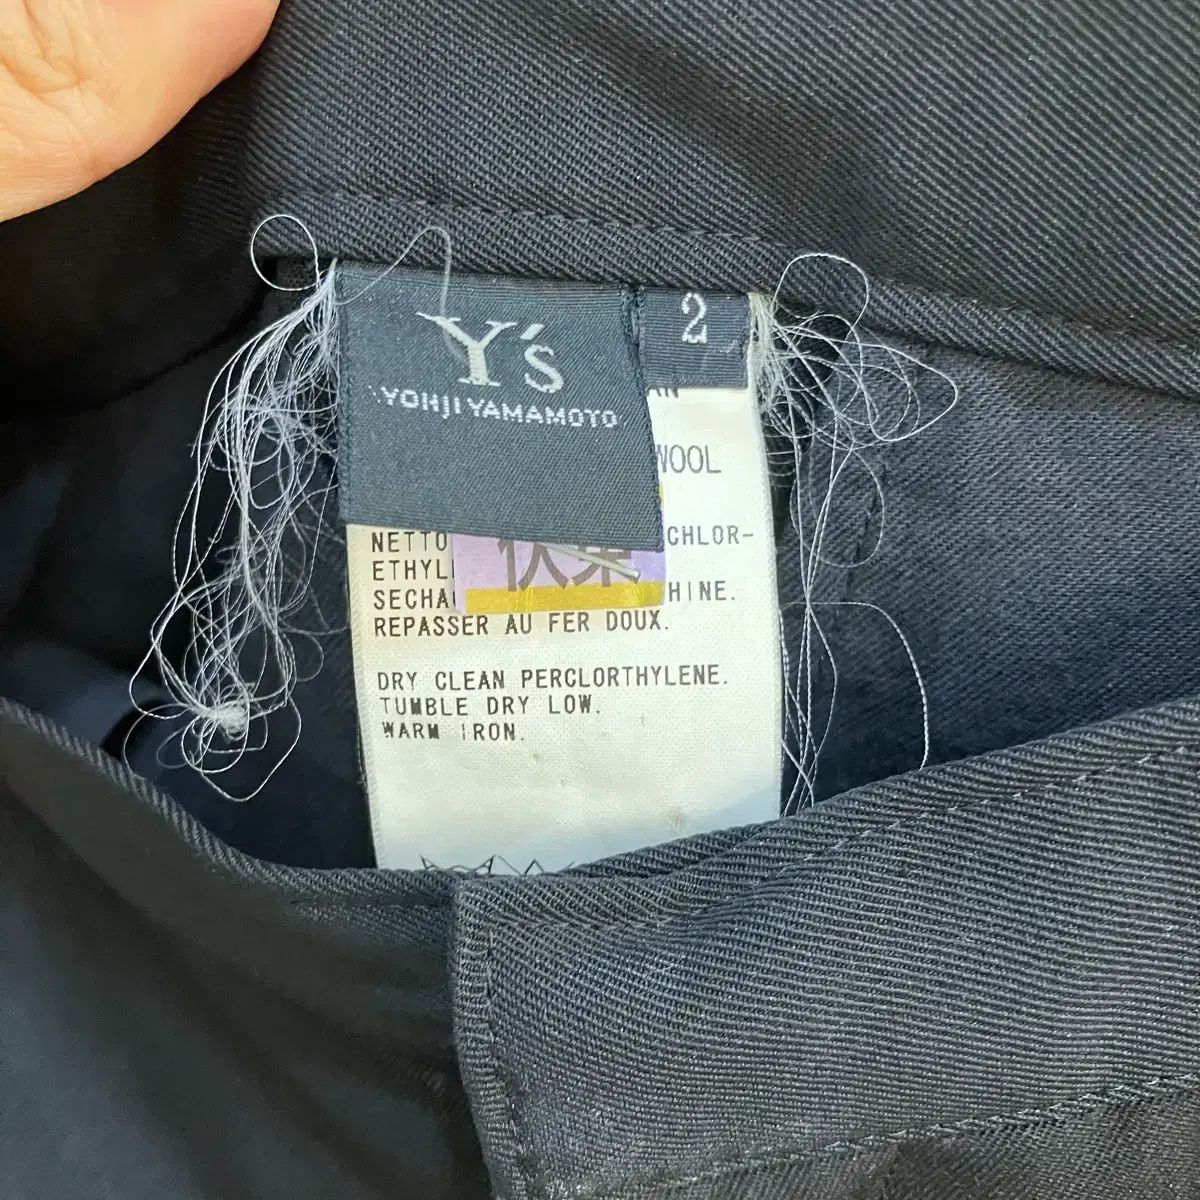 Y's
YOHJI YAMAMOTO
2
WOOL
NETTO CHLOR-
ETHYL
SECHA HINE.
REPASSER AU FER DOUX.
DRY CLEAN PERCLORTHYLENE.
TUMBLE DRY LOW.
WARM IRON.